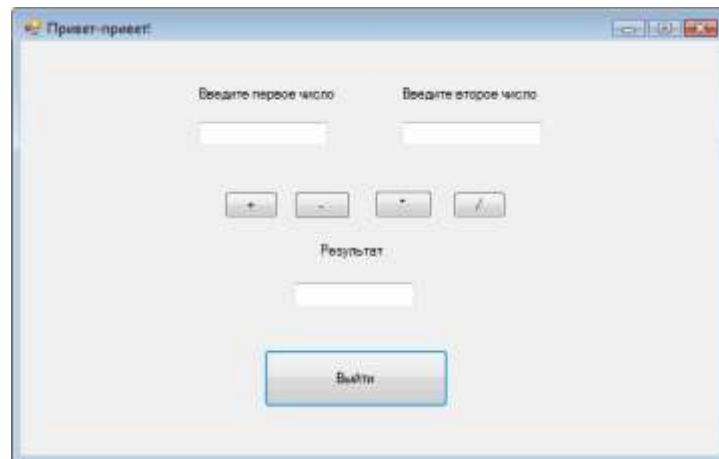 Привет-привет!
Введите первое число Введите второе число
+ - * /
Результат
Выйти